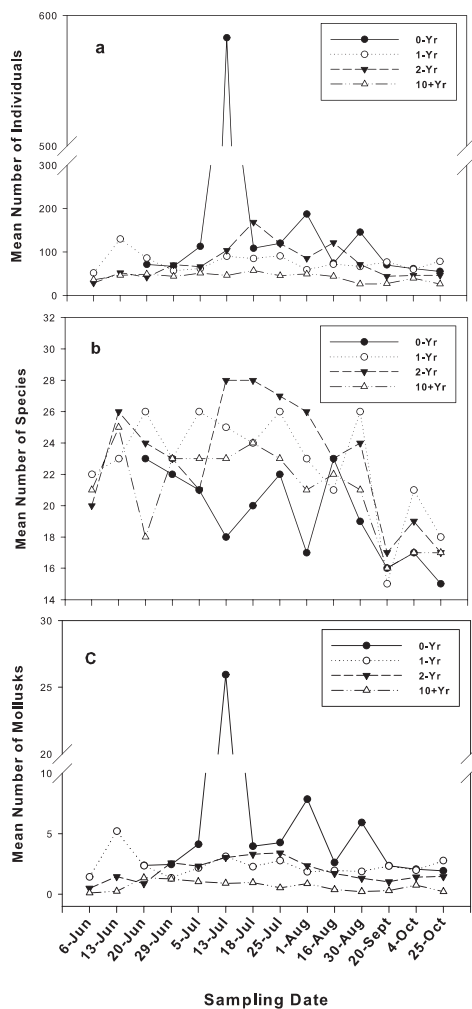 600
a
0-Yr
1-Yr
2-Yr
10+Yr
500
300
200
100
0
Mean Number of Individuals
32
b
0-Yr
1-Yr
2-Yr
10+Yr
30
28
26
24
22
20
18
16
14
Mean Number of Species
30
C
0-Yr
1-Yr
2-Yr
10+Yr
25
20
10
5
0
Mean Number of Mollusks
6-Jun
13-Jun
20-Jun
29-Jun
5-Jul
13-Jul
18-Jul
25-Jul
1-Aug
16-Aug
30-Aug
20-Sept
4-Oct
25-Oct
Sampling Date